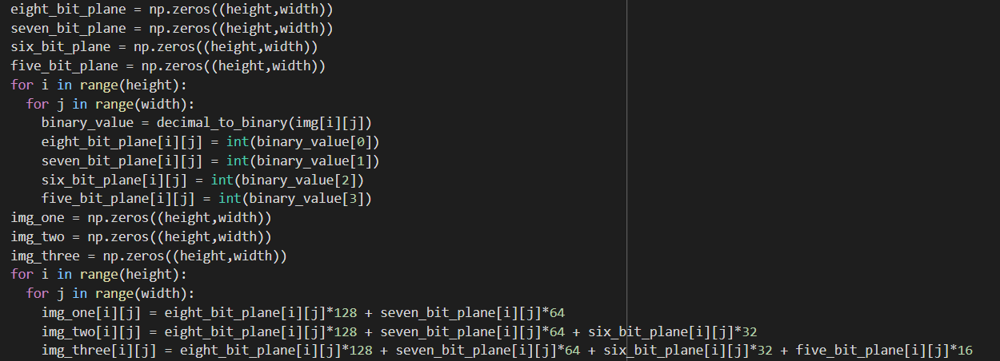 eight_bit_plane = np.zeros((height,width))
seven_bit_plane = np.zeros((height,width))
six_bit_plane = np.zeros((height,width))
five_bit_plane = np.zeros((height,width))
for i in range(height):
  for j in range(width):
    binary_value = decimal_to_binary(img[i][j])
    eight_bit_plane[i][j] = int(binary_value[0])
    seven_bit_plane[i][j] = int(binary_value[1])
    six_bit_plane[i][j] = int(binary_value[2])
    five_bit_plane[i][j] = int(binary_value[3])
img_one = np.zeros((height,width))
img_two = np.zeros((height,width))
img_three = np.zeros((height,width))
for i in range(height):
  for j in range(width):
    img_one[i][j] = eight_bit_plane[i][j]*128 + seven_bit_plane[i][j]*64
    img_two[i][j] = eight_bit_plane[i][j]*128 + seven_bit_plane[i][j]*64 + six_bit_plane[i][j]*32
    img_three[i][j] = eight_bit_plane[i][j]*128 + seven_bit_plane[i][j]*64 + six_bit_plane[i][j]*32 + five_bit_plane[i][j]*16